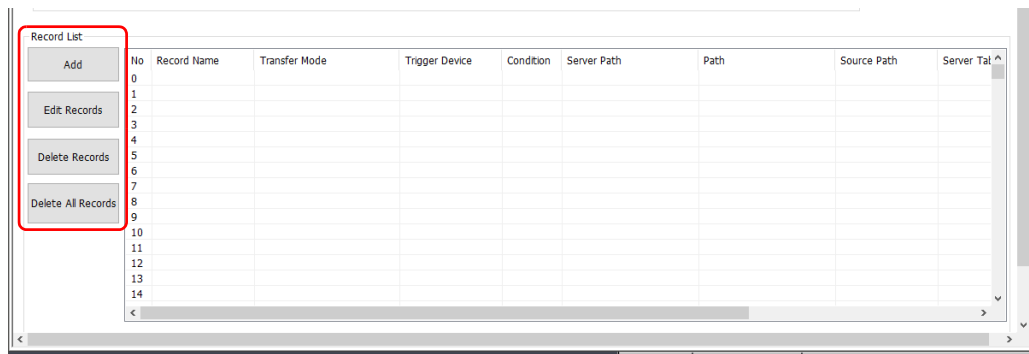 Record List
Add
Edit Records
Delete Records
Delete All Records
No Record Name Transfer Mode Trigger Device Condition Server Path Path Source Path Server Tab
0
1
2
3
4
5
6
7
8
9
10
11
12
13
14